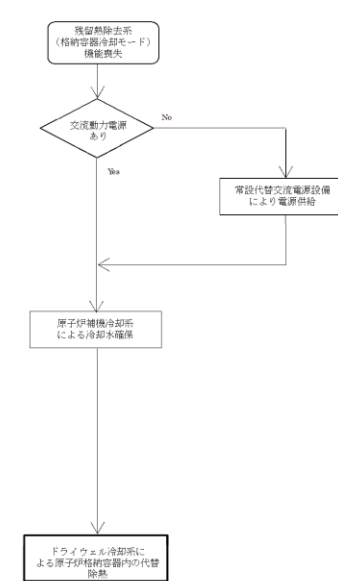 残留熱除去系
（格納容器冷却モード）
機能喪失
交流動力電源
あり
No
Yes
常設代替交流電源設備
により電源供給
原子炉補機冷却系
による冷却水確保
ドライウェル冷却系に
よる原子炉格納容器内の代替
除熱